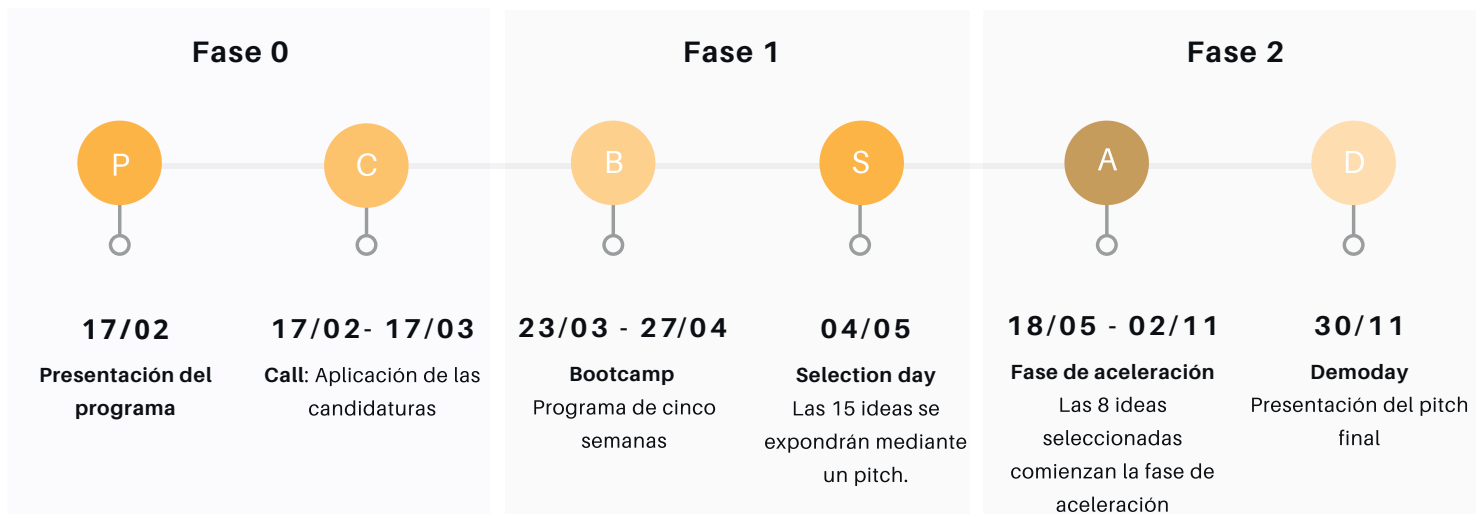 Fase 0
P
C
17/02
Presentación del
programa
17/02- 17/03
Call: Aplicación de las
candidaturas
Fase 1
B
S
23/03 - 27/04
Bootcamp
Programa de cinco
semanas
04/05
Selection day
Las 15 ideas se
expondrán mediante
un pitch.
Fase 2
A
D
18/05 - 02/11
Fase de aceleración
Las 8 ideas
seleccionadas
comienzan la fase de
aceleración
30/11
Demoday
Presentación del pitch
final